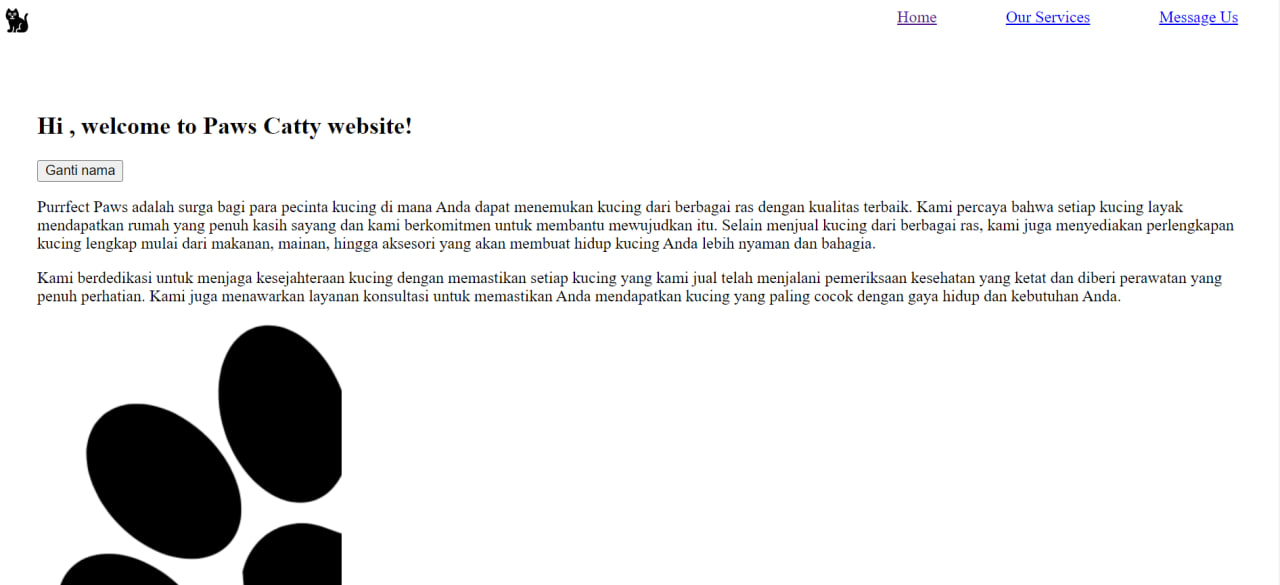 Home Our Services Message Us
Hi , welcome to Paws Catty website!
Ganti nama
Purrfect Paws adalah surga bagi para pecinta kucing di mana Anda dapat menemukan kucing dari berbagai ras dengan kualitas terbaik. Kami percaya bahwa setiap kucing layak
mendapatkan rumah yang penuh kasih sayang dan kami berkomitmen untuk membantu mewujudkan itu. Selain menjual kucing dari berbagai ras, kami juga menyediakan perlengkapan
kucing lengkap mulai dari makanan, mainan, hingga aksesori yang akan membuat hidup kucing Anda lebih nyaman dan bahagia.
Kami berdedikasi untuk menjaga kesejahteraan kucing dengan memastikan setiap kucing yang kami jual telah menjalani pemeriksaan kesehatan yang ketat dan diberi perawatan yang
penuh perhatian. Kami juga menawarkan layanan konsultasi untuk memastikan Anda mendapatkan kucing yang paling cocok dengan gaya hidup dan kebutuhan Anda.